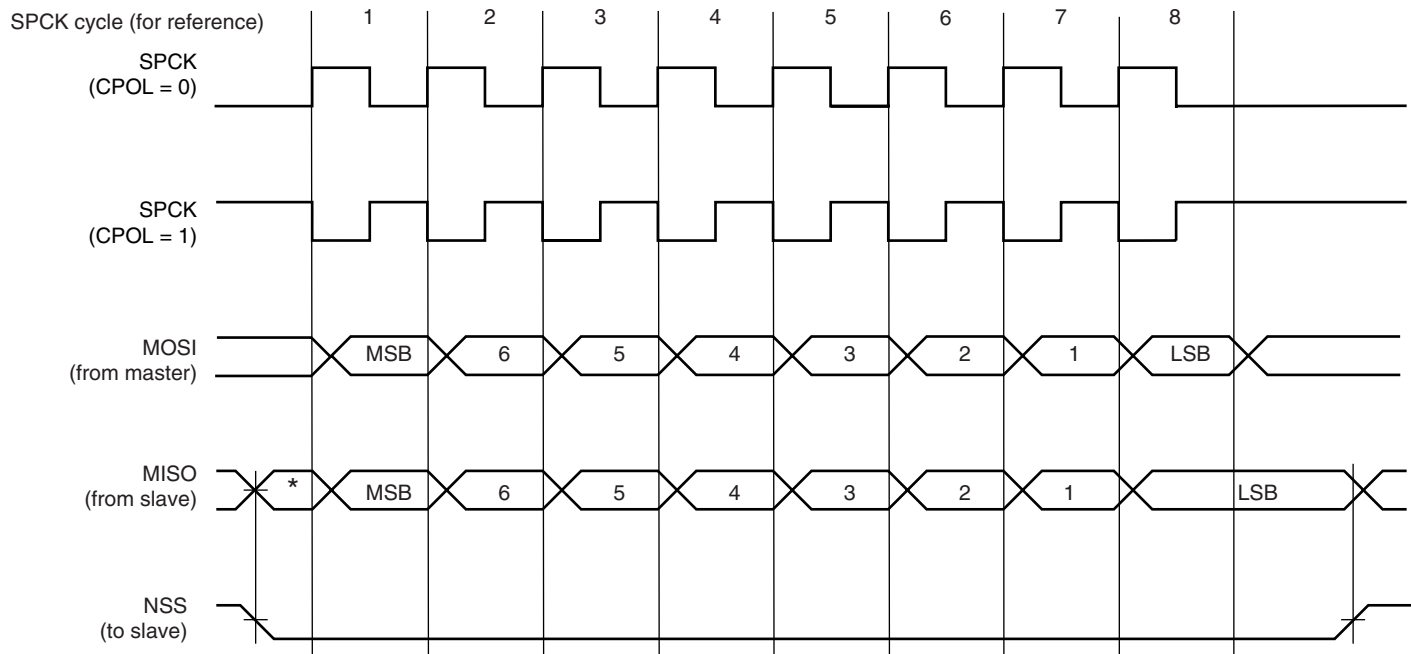 SPCK cycle (for reference)
1 2 3 4 5 6 7 8
SPCK
(CPOL = 0)
SPCK
(CPOL = 1)
MOSI
(from master)
MSB 6 5 4 3 2 1 LSB
MISO
(from slave)
* MSB 6 5 4 3 2 1 LSB
NSS
(to slave)